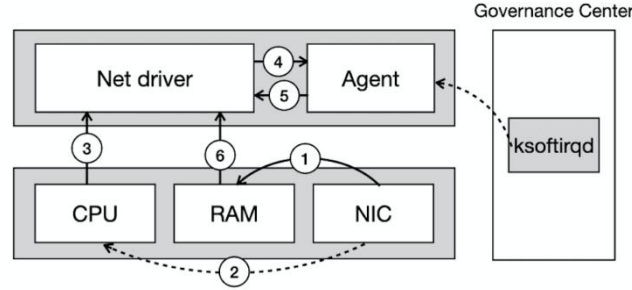 Governance Center
Net driver
4
Agent
5
ksoftirqd
3
6
1
CPU
RAM
NIC
2